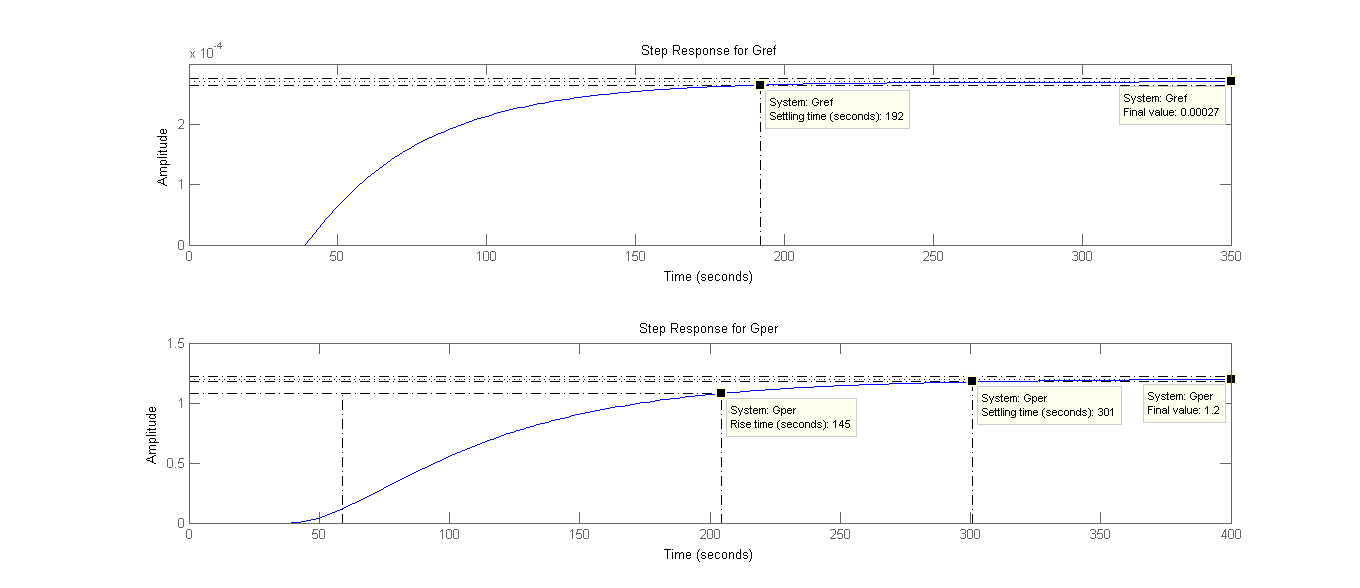 Step Response for Gref
x 10^-4
2
1
0
Amplitude
System: Gref
Settling time (seconds): 192
System: Gref
Final value: 0.00027
0 50 100 150 200 250 300 350
Time (seconds)
Step Response for Gper
1.5
1
0.5
0
Amplitude
System: Gper
Rise time (seconds): 145
System: Gper
Settling time (seconds): 301
System: Gper
Final value: 1.2
0 50 100 150 200 250 300 350 400
Time (seconds)